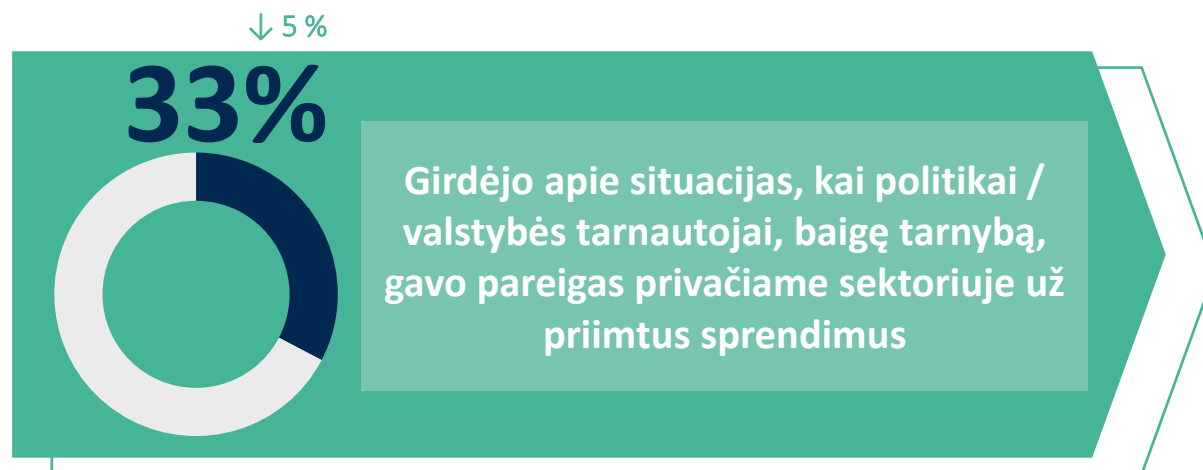 ↓ 5 %
33%
Girdėjo apie situacijas, kai politikai /
valstybės tarnautojai, baigę tarnybą,
gavo pareigas privačiame sektoriuje už
priimtus sprendimus